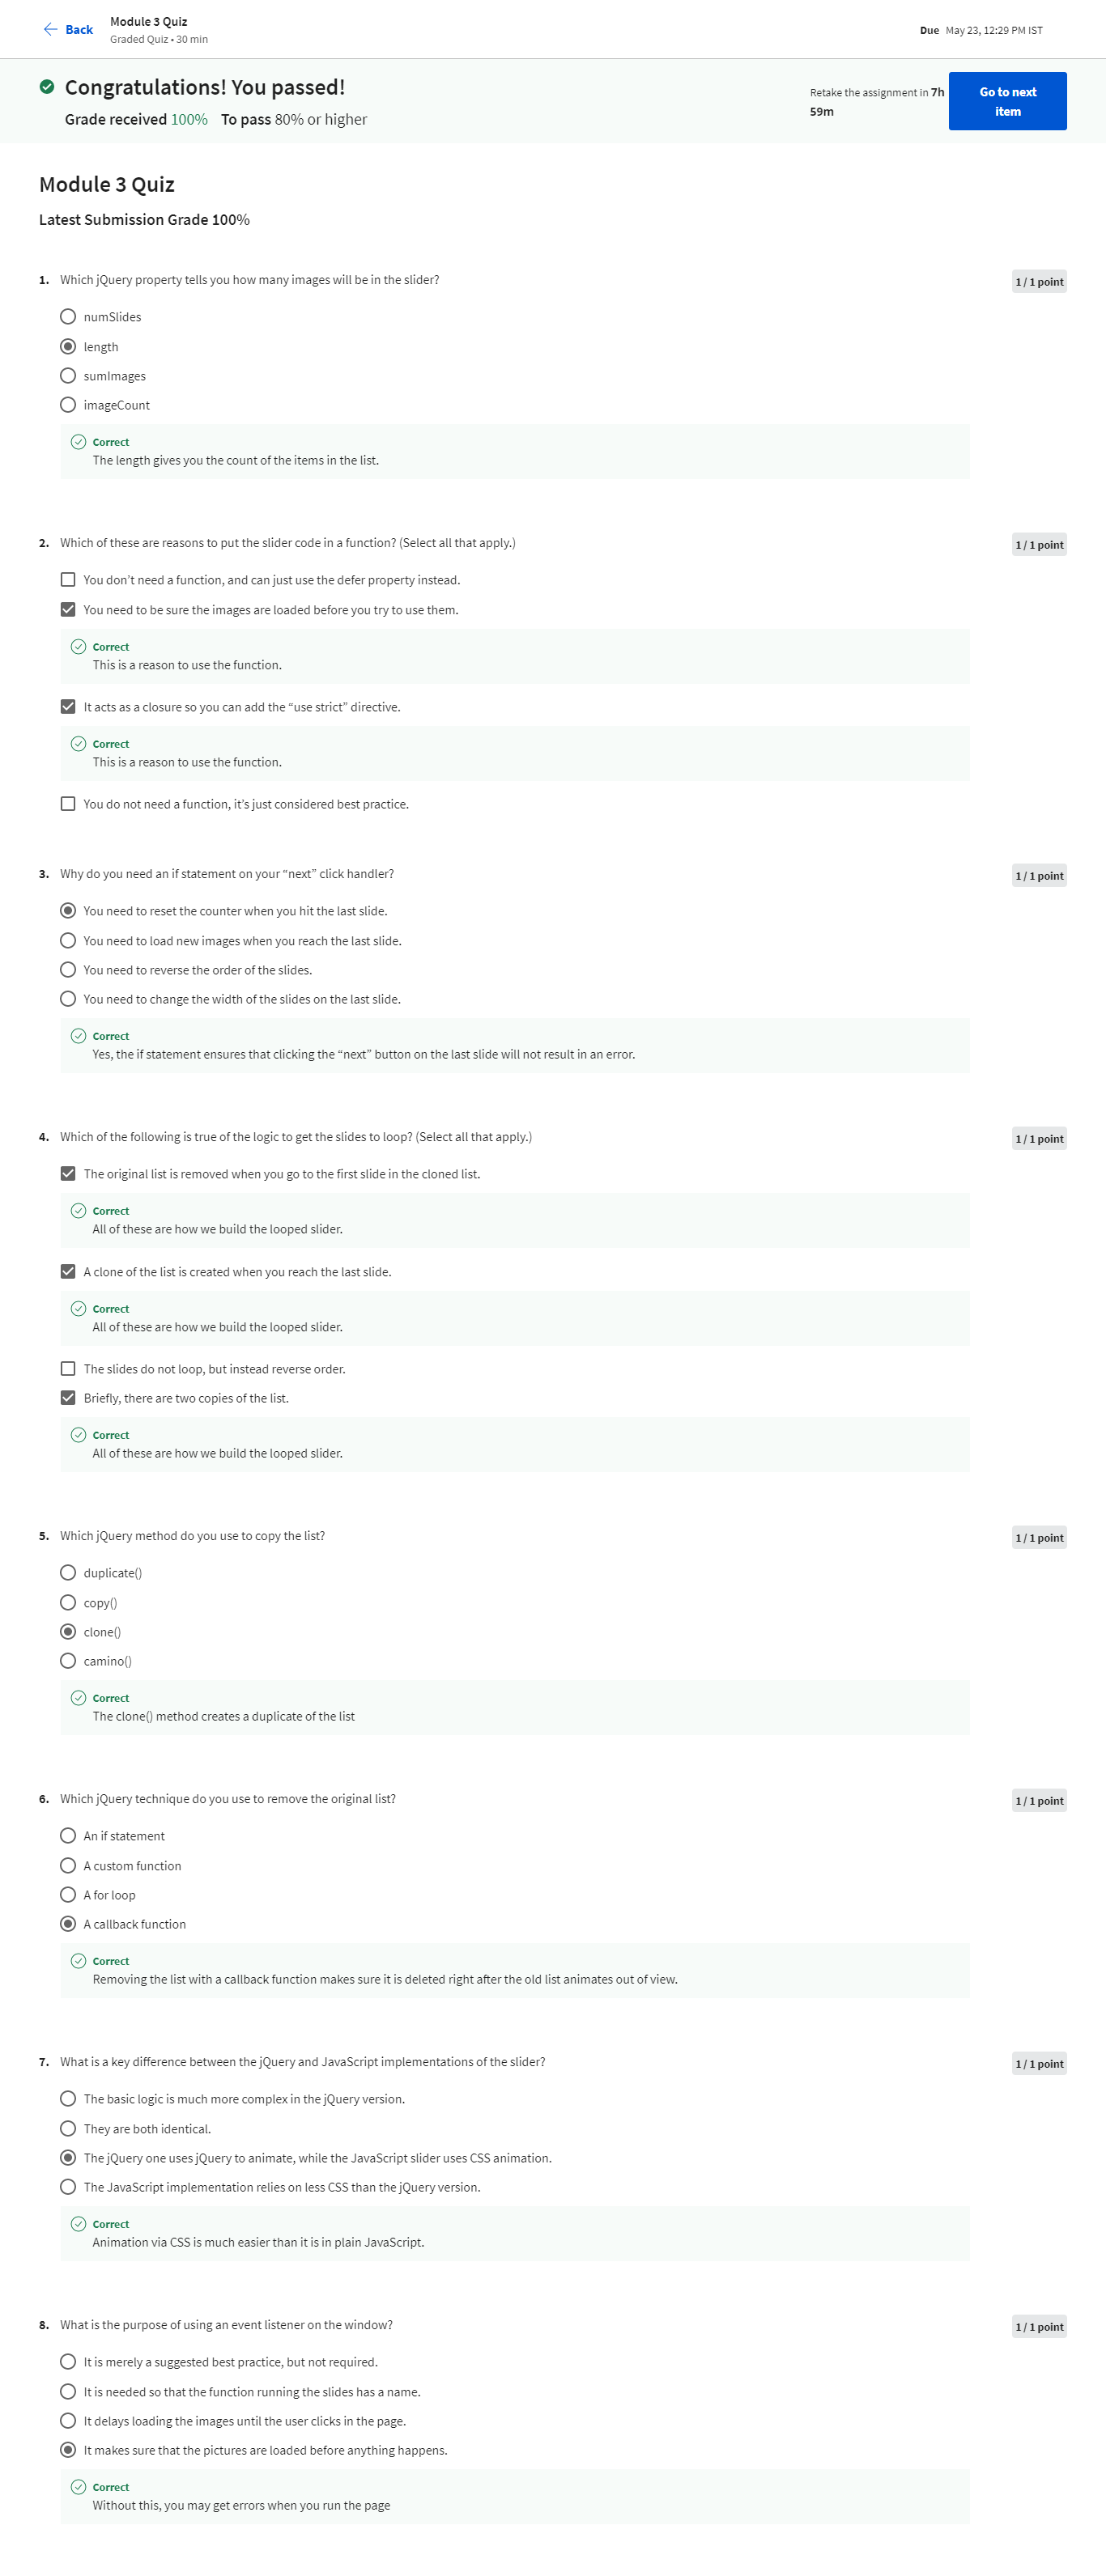 Back
Module 3 Quiz
Graded Quiz • 30 min
Due May 23, 12:29 PM IST
Congratulations! You passed!
Grade received 100% To pass 80% or higher
Retake the assignment in 7h
59m
Go to next
item
Module 3 Quiz
Latest Submission Grade 100%
1. Which jQuery property tells you how many images will be in the slider?
1 / 1 point
numSlides
length
sumImages
imageCount
Correct
The length gives you the count of the items in the list.
2. Which of these are reasons to put the slider code in a function? (Select all that apply.)
1 / 1 point
You don’t need a function, and can just use the defer property instead.
You need to be sure the images are loaded before you try to use them.
Correct
This is a reason to use the function.
It acts as a closure so you can add the “use strict” directive.
Correct
This is a reason to use the function.
You do not need a function, it’s just considered best practice.
3. Why do you need an if statement on your “next” click handler?
1 / 1 point
You need to reset the counter when you hit the last slide.
You need to load new images when you reach the last slide.
You need to reverse the order of the slides.
You need to change the width of the slides on the last slide.
Correct
Yes, the if statement ensures that clicking the “next” button on the last slide will not result in an error.
4. Which of the following is true of the logic to get the slides to loop? (Select all that apply.)
1 / 1 point
The original list is removed when you go to the first slide in the cloned list.
Correct
All of these are how we build the looped slider.
A clone of the list is created when you reach the last slide.
Correct
All of these are how we build the looped slider.
The slides do not loop, but instead reverse order.
Briefly, there are two copies of the list.
Correct
All of these are how we build the looped slider.
5. Which jQuery method do you use to copy the list?
1 / 1 point
duplicate()
copy()
clone()
camino()
Correct
The clone() method creates a duplicate of the list
6. Which jQuery technique do you use to remove the original list?
1 / 1 point
An if statement
A custom function
A for loop
A callback function
Correct
Removing the list with a callback function makes sure it is deleted right after the old list animates out of view.
7. What is a key difference between the jQuery and JavaScript implementations of the slider?
1 / 1 point
The basic logic is much more complex in the jQuery version.
They are both identical.
The jQuery one uses jQuery to animate, while the JavaScript slider uses CSS animation.
The JavaScript implementation relies on less CSS than the jQuery version.
Correct
Animation via CSS is much easier than it is in plain JavaScript.
8. What is the purpose of using an event listener on the window?
1 / 1 point
It is merely a suggested best practice, but not required.
It is needed so that the function running the slides has a name.
It delays loading the images until the user clicks in the page.
It makes sure that the pictures are loaded before anything happens.
Correct
Without this, you may get errors when you run the page